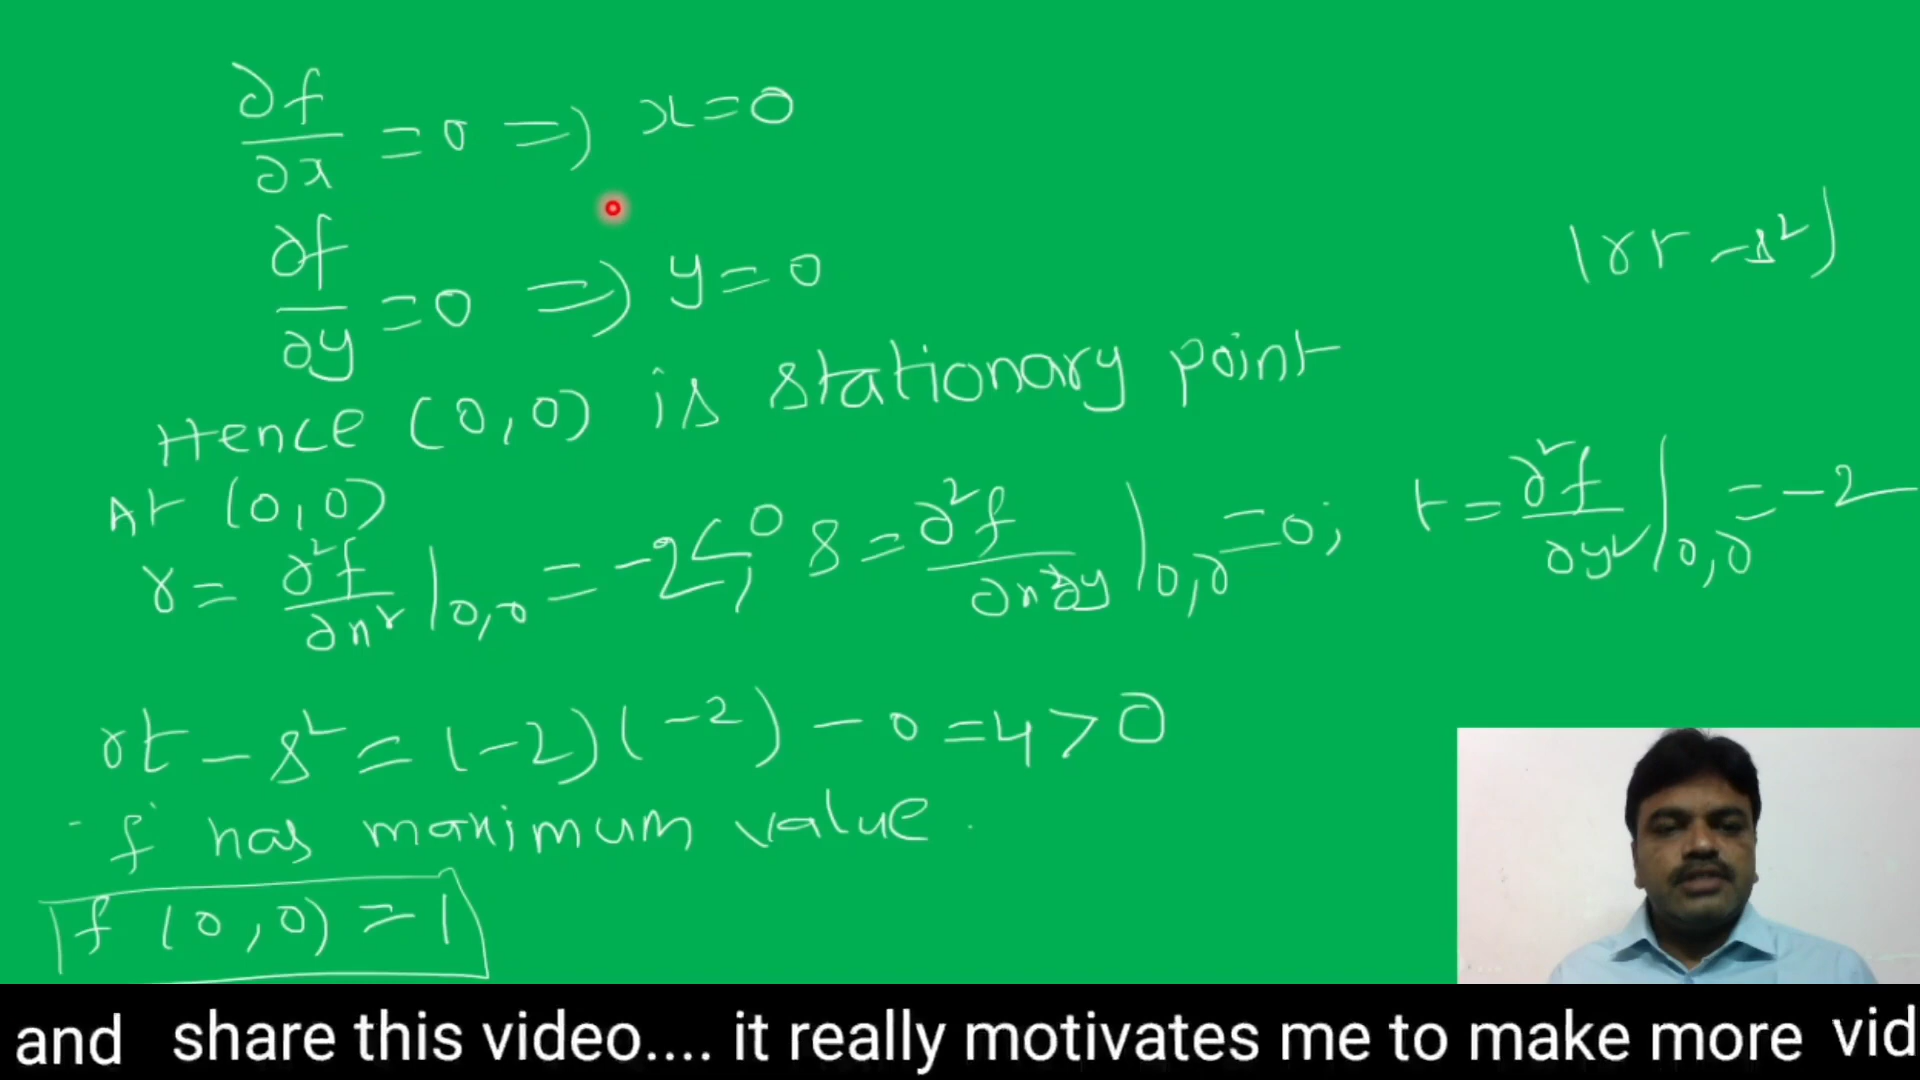 ∂f/∂x = 0 => x = 0
∂f/∂y = 0 => y = 0
(rt - s²)
Hence (0,0) is stationary point
At (0,0)
r = ∂²f/∂x² |0,0 = -2 < 0; s = ∂²f/∂x∂y |0,0 = 0; t = ∂²f/∂y² |0,0 = -2
rt - s² = (-2)(-2) - 0 = 4 > 0
f has maximum value.
f (0,0) = 1
and share this video.... it really motivates me to make more vid